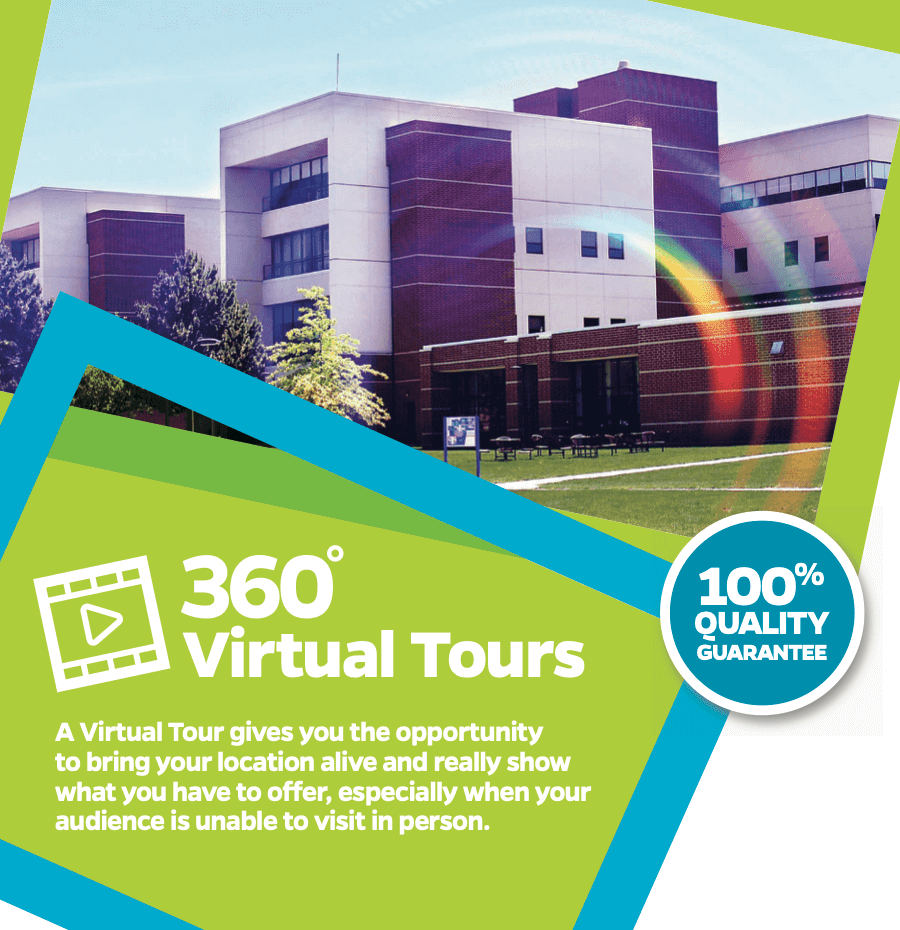 360°
Virtual Tours
A Virtual Tour gives you the opportunity
to bring your location alive and really show
what you have to offer, especially when your
audience is unable to visit in person.
100%
QUALITY
GUARANTEE